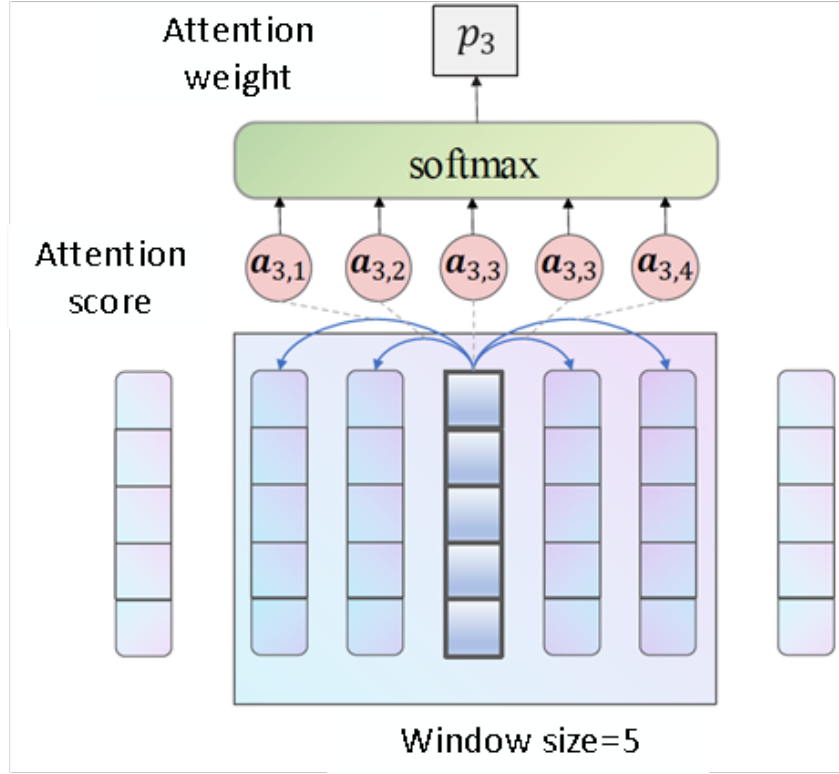 Attention
weight
p₃
softmax
Attention
score
a₃,₁ a₃,₂ a₃,₃ a₃,₃ a₃,₄
Window size=5